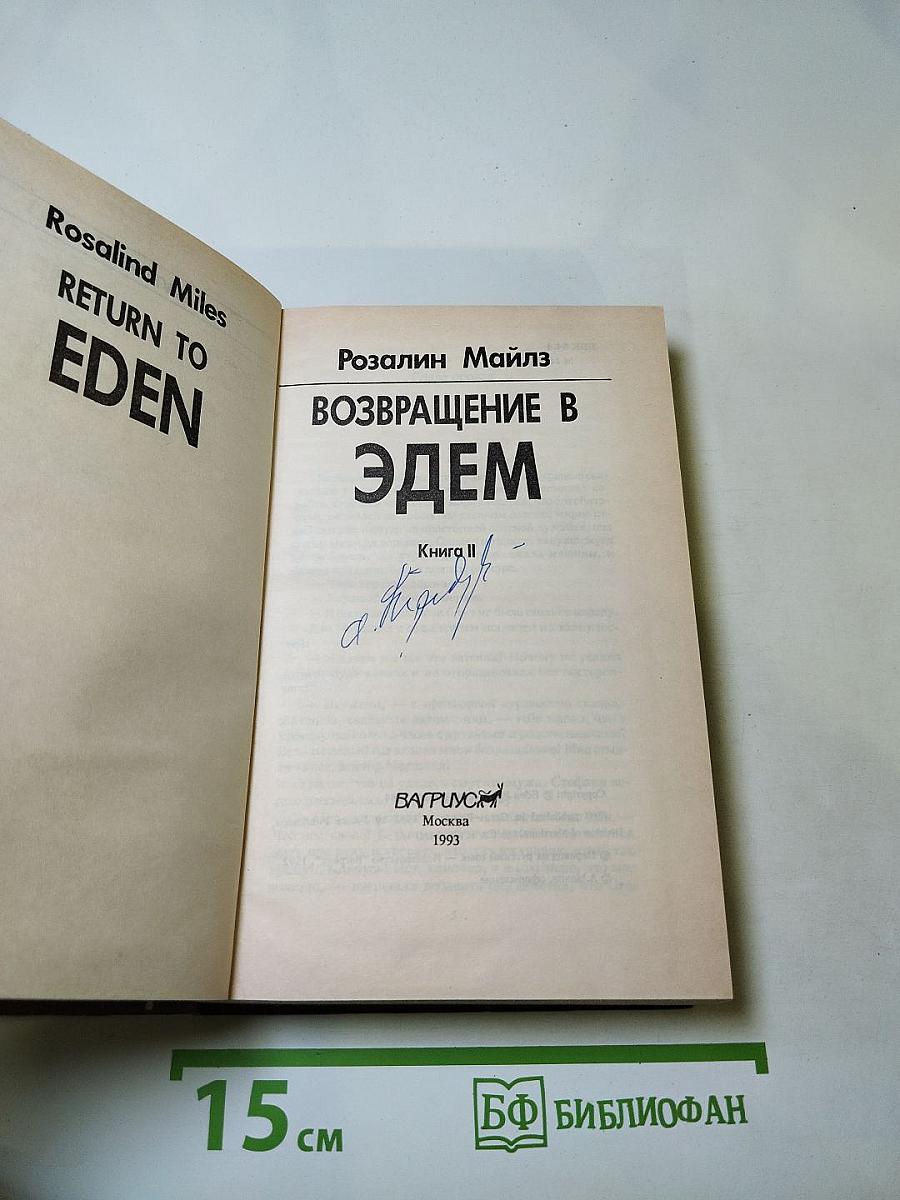 Rosalind Miles
RETURN TO
EDEN
Розалин Майлз
ВОЗВРАЩЕНИЕ В
ЭДЕМ
Книга II
ВАГРИУС
Москва
1993
15 см
БФ БИБЛИОФАН